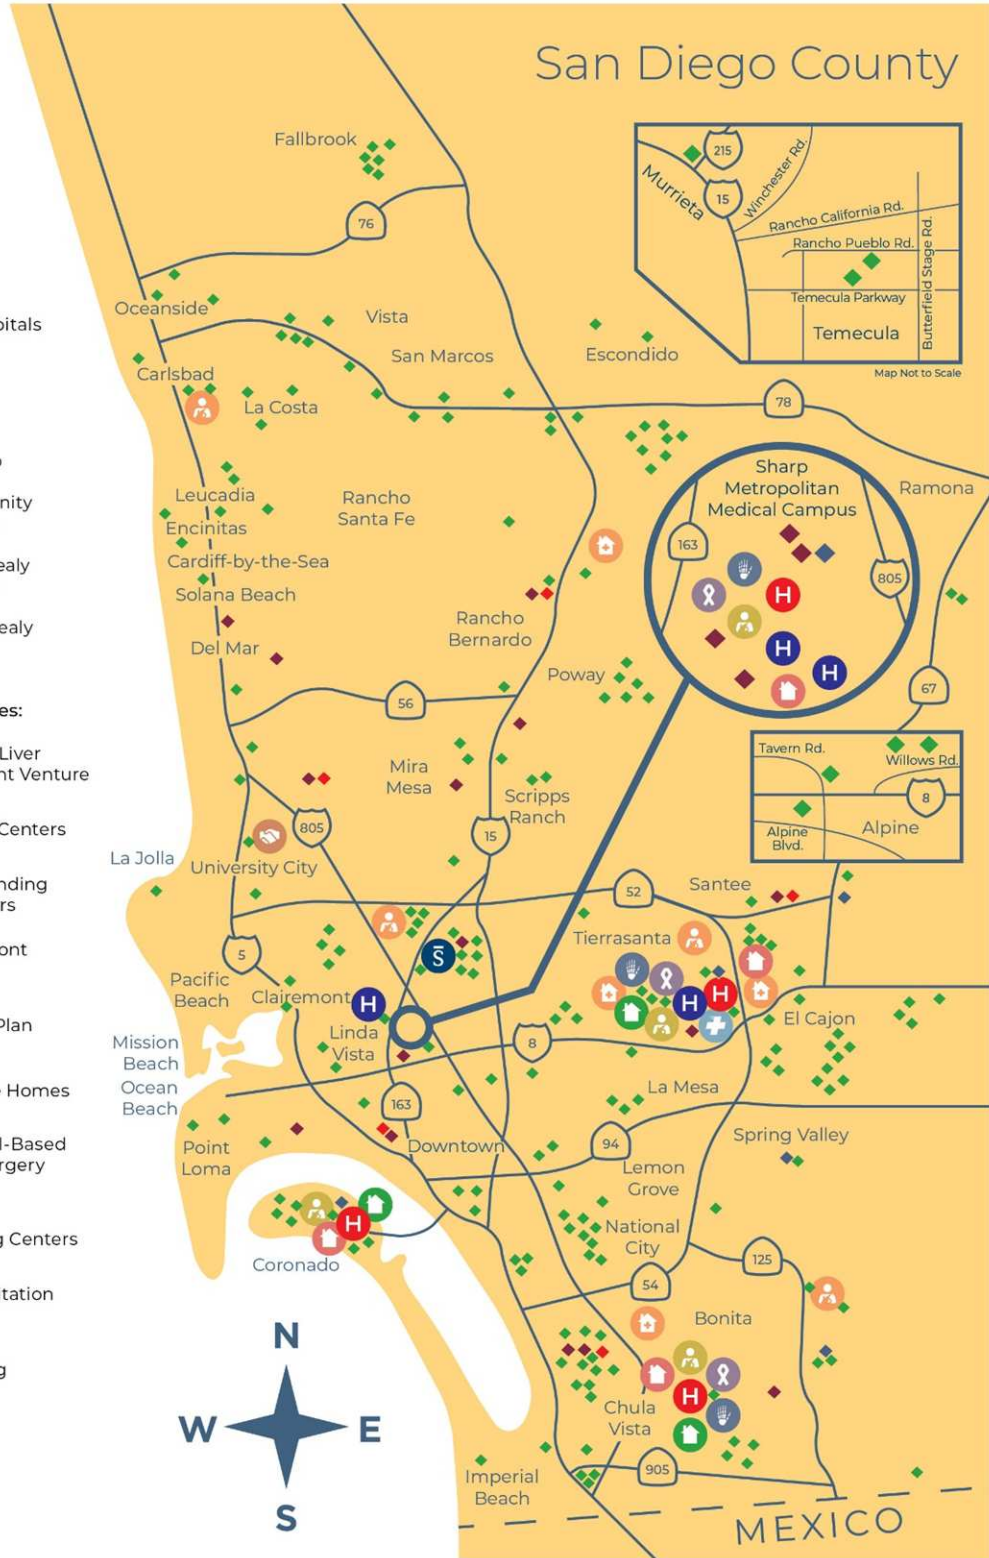 San Diego County
Fallbrook
76
Oceanside
Vista
San Marcos
Escondido
Carlsbad
La Costa
78
215
15
Murrieta
Winchester Rd.
Rancho California Rd.
Rancho Pueblo Rd.
Butterfield Stage Rd.
Temecula Parkway
Temecula
Map Not to Scale
Leucadia
Encinitas
Rancho
Santa Fe
Cardiff-by-the-Sea
Solana Beach
Del Mar
Rancho
Bernardo
Ramona
Sharp
Metropolitan
Medical Campus
163
805
H
H
H
Poway
56
67
Mira
Mesa
Scripps
Ranch
15
805
Tavern Rd.
Willows Rd.
8
Alpine
Blvd.
Alpine
La Jolla
University City
52
Santee
Tierrasanta
5
S
Pacific
Beach
Clairemont
H
Linda
Vista
H
H
El Cajon
Mission
Beach
Ocean
Beach
8
La Mesa
163
Point
Loma
Downtown
94
Spring Valley
Lemon
Grove
H
Coronado
National
City
125
54
Bonita
H
Chula
Vista
905
Imperial
Beach
MEXICO
N
W
E
S
pitals
nity
ealy
ealy
es:
Liver
nt Venture
Centers
nding
rs
ont
Plan
e Homes
l-Based
rgery
g Centers
itation
g